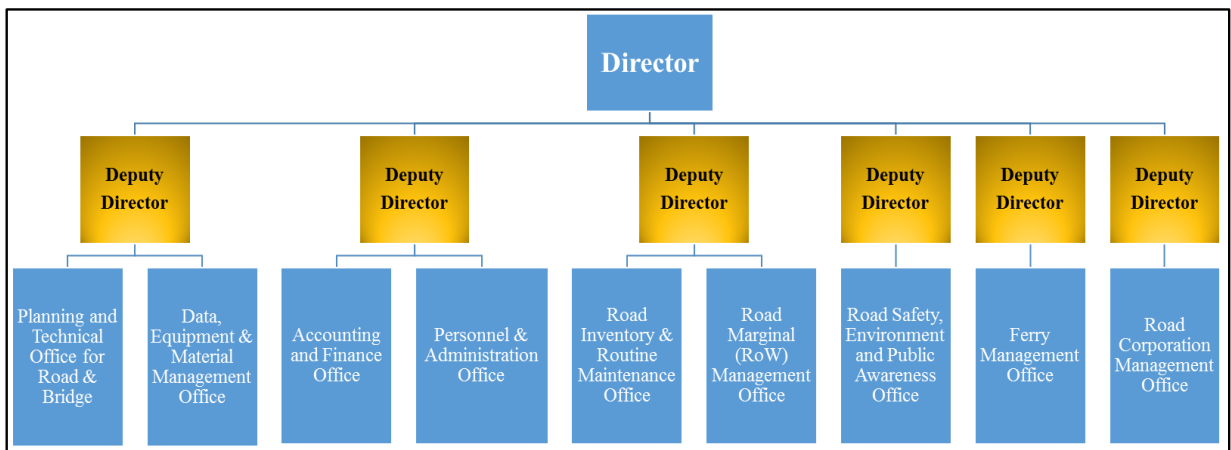 Director
Deputy
Director
Deputy
Director
Deputy
Director
Deputy
Director
Deputy
Director
Deputy
Director
Planning and
Technical
Office for
Road &
Bridge
Data,
Equipment &
Material
Management
Office
Accounting
and Finance
Office
Personnel &
Administration
Office
Road
Inventory &
Routine
Maintenance
Office
Road
Marginal
(RoW)
Management
Office
Road Safety,
Environment
and Public
Awareness
Office
Ferry
Management
Office
Road
Corporation
Management
Office